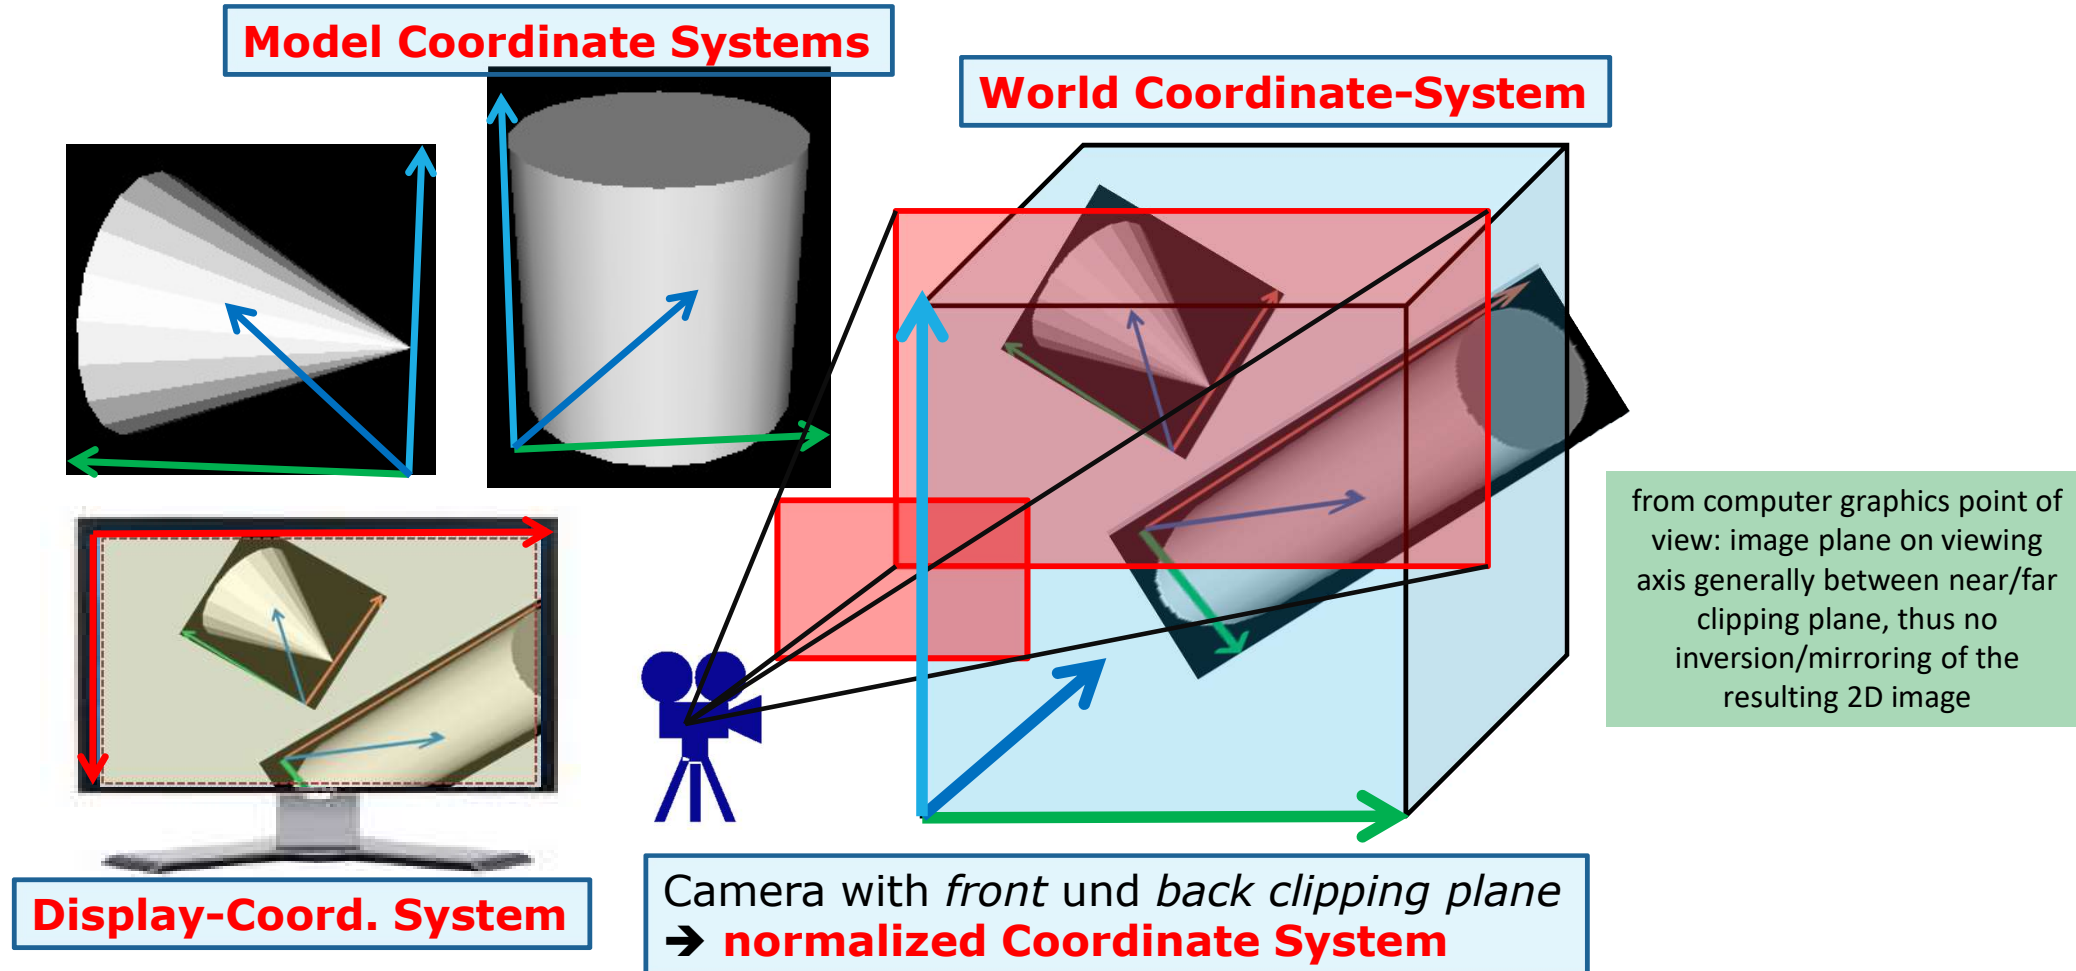 Model Coordinate Systems
World Coordinate-System
from computer graphics point of
view: image plane on viewing
axis generally between near/far
clipping plane, thus no
inversion/mirroring of the
resulting 2D image
Display-Coord. System
Camera with front und back clipping plane
➔ normalized Coordinate System